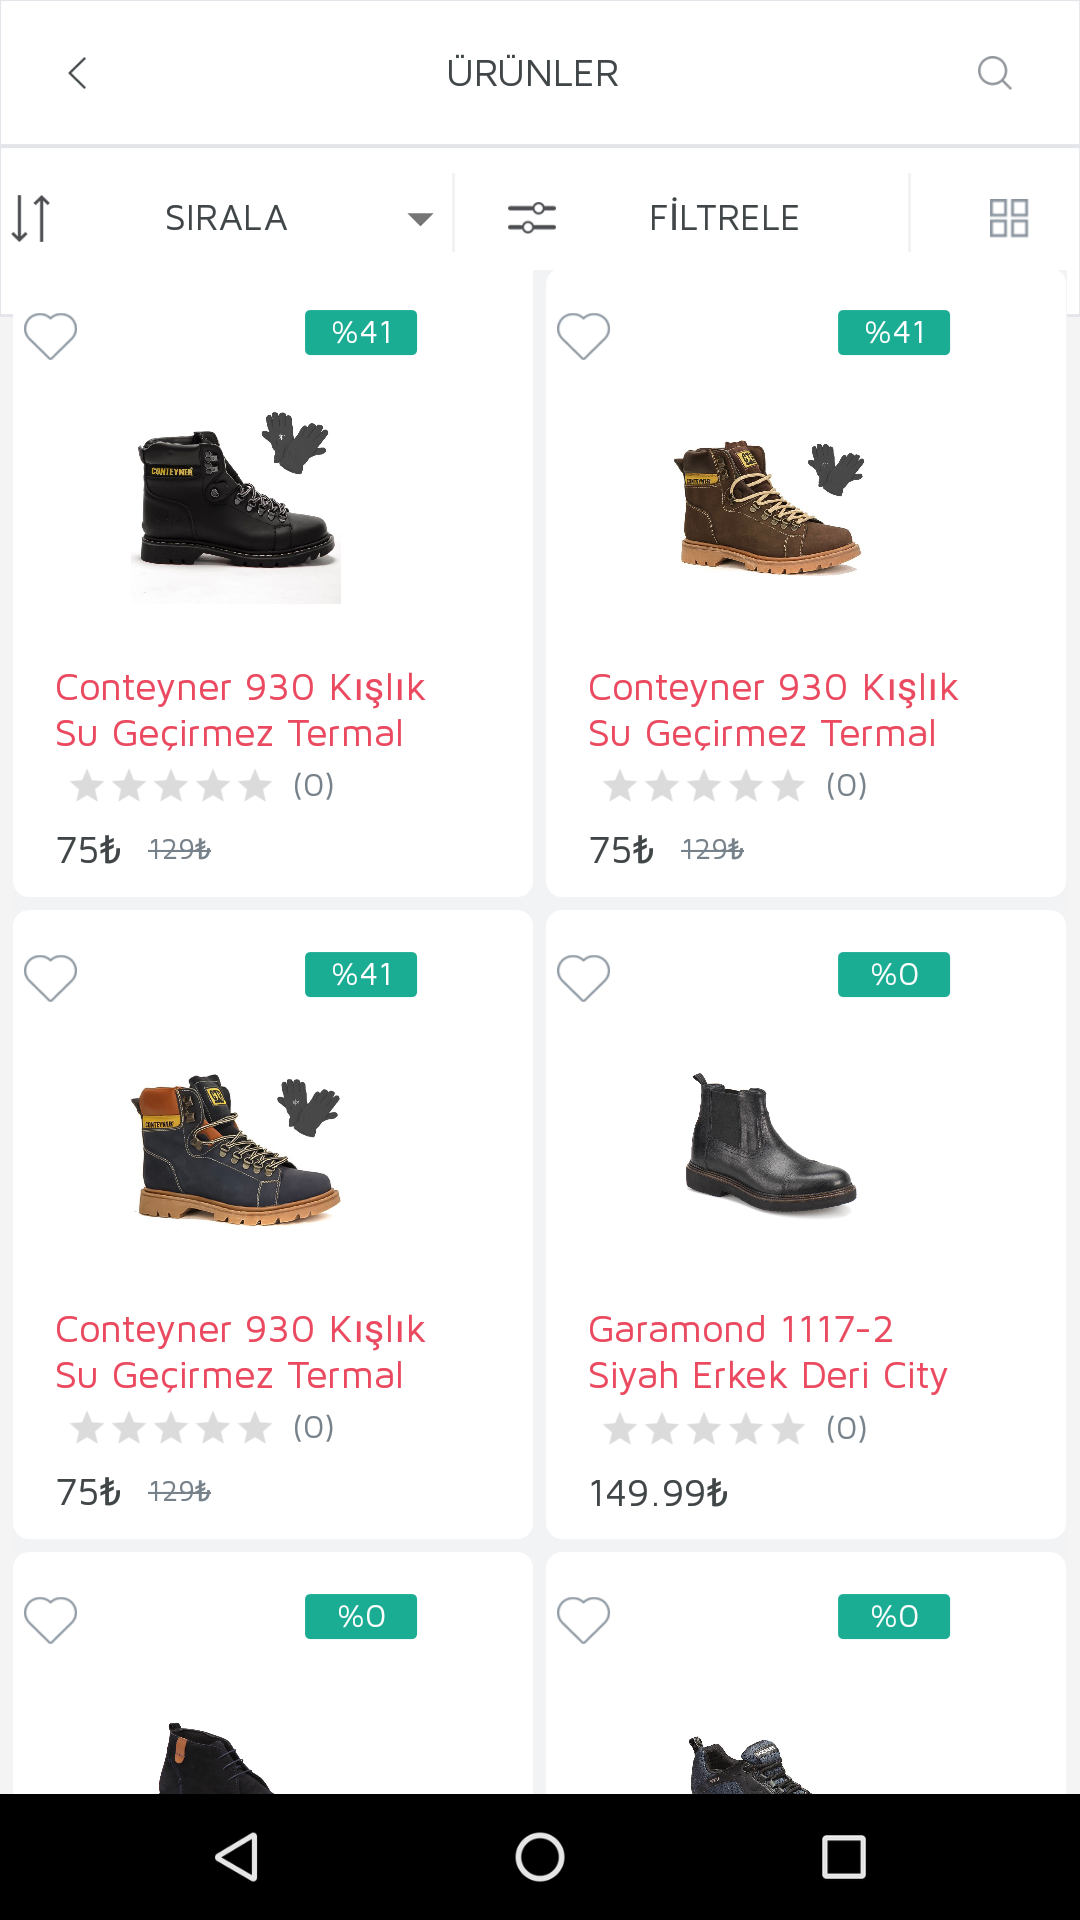 ÜRÜNLER
SIRALA
FİLTRELE
%41
%41
CONTEYNER
Conteyner 930 Kışlık
Su Geçirmez Termal
(0)
75₺ 129₺
Conteyner 930 Kışlık
Su Geçirmez Termal
(0)
75₺ 129₺
%41
%0
Conteyner 930 Kışlık
Su Geçirmez Termal
(0)
75₺ 129₺
Garamond 1117-2
Siyah Erkek Deri City
(0)
149.99₺
%0
%0